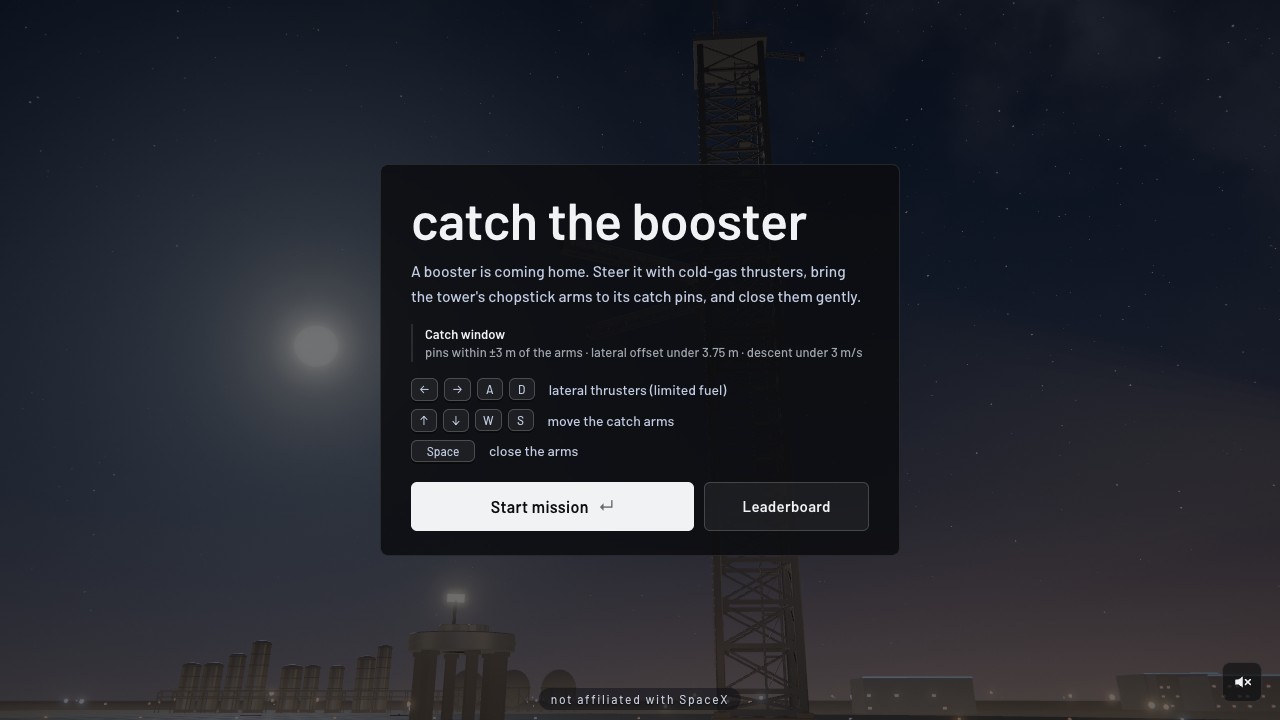 catch the booster
A booster is coming home. Steer it with cold-gas thrusters, bring
the tower's chopstick arms to its catch pins, and close them gently.
Catch window
pins within ±3 m of the arms · lateral offset under 3.75 m · descent under 3 m/s
← → A D lateral thrusters (limited fuel)
↑ ↓ W S move the catch arms
Space close the arms
Start mission ↵
Leaderboard
not affiliated with SpaceX